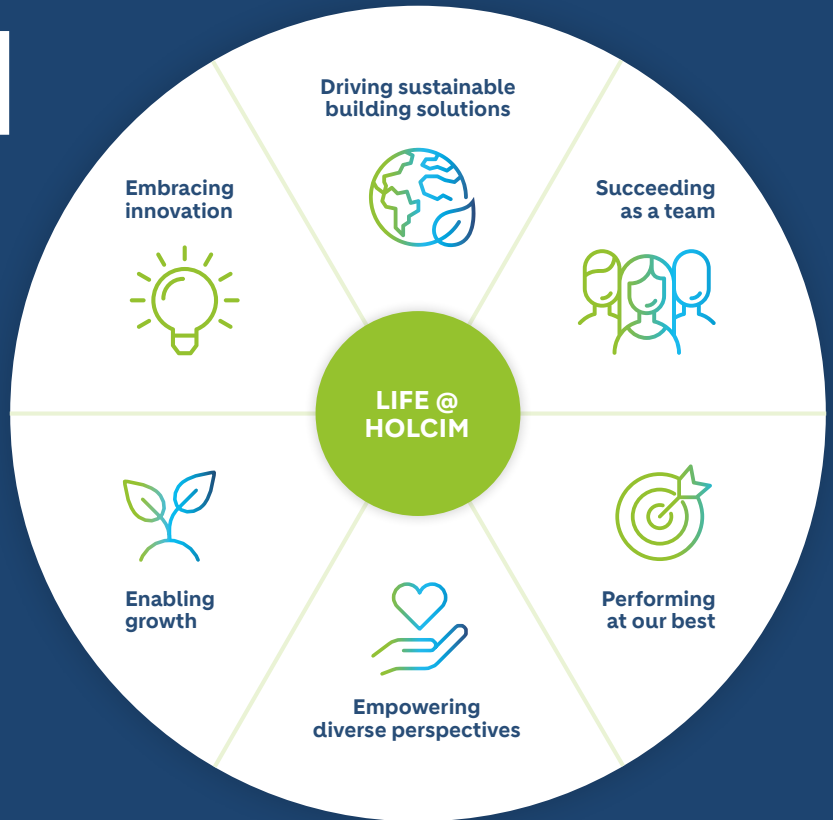 Driving sustainable
building solutions
Embracing
innovation
Succeeding
as a team
LIFE @
HOLCIM
Enabling
growth
Performing
at our best
Empowering
diverse perspectives